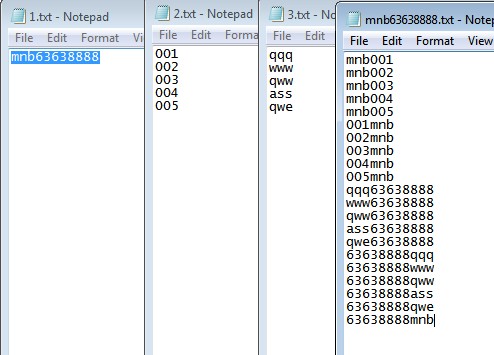 1.txt - Notepad
File Edit Forma
mnb63638888
2.txt - Notepad
File Edit Forma
001
002
003
004
005
3.txt - Notepad
File Edit Format
qqq
www
qww
ass
qwe
mnb63638888.txt - Notep
File Edit Format View
mnb001
mnb002
mnb003
mnb004
mnb005
001mnb
002mnb
003mnb
004mnb
005mnb
qqq63638888
www63638888
qww63638888
ass63638888
qwe63638888
63638888qqq
63638888www
63638888qww
63638888ass
63638888qwe
63638888mnb